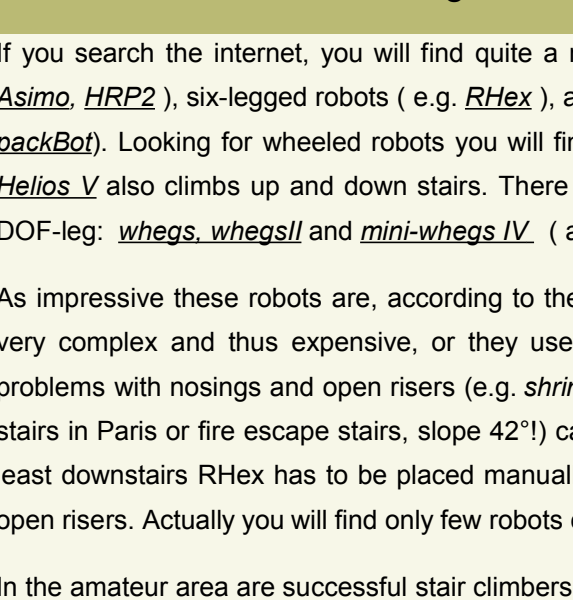 If you search the internet, you will find quite a
Asimo, HRP2 ), six-legged robots ( e.g. RHex ),
packBot). Looking for wheeled robots you will
Helios V also climbs up and down stairs. There
DOF-leg: whegs, whegsII and mini-whegs IV (
As impressive these robots are, according to the
very complex and thus expensive, or they use
problems with nosings and open risers (e.g.
stairs in Paris or fire escape stairs, slope 42°!)
east downstairs RHex has to be placed manual
open risers. Actually you will find only few robots
In the amateur area are successful stair climbers